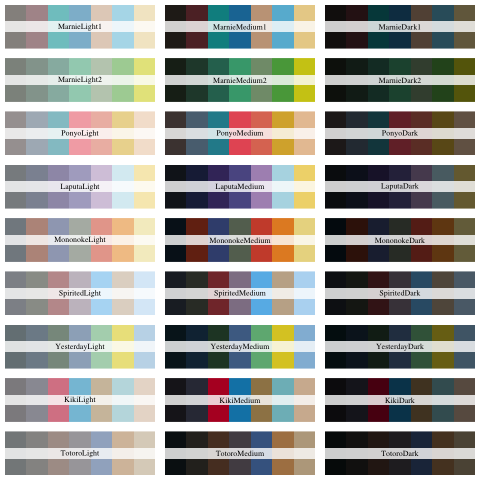 MarnieLight1 MarnieMedium1 MarnieDark1
MarnieLight2 MarnieMedium2 MarnieDark2
PonyoLight PonyoMedium PonyoDark
LaputaLight LaputaMedium LaputaDark
MononokeLight MononokeMedium MononokeDark
SpiritedLight SpiritedMedium SpiritedDark
YesterdayLight YesterdayMedium YesterdayDark
KikiLight KikiMedium KikiDark
TotoroLight TotoroMedium TotoroDark